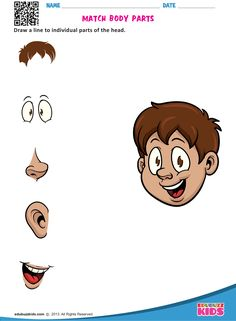 NAME DATE
MATCH BODY PARTS
Draw a line to individual parts of the head.
EDUBUZZ
KIDS
edubuzzkids.com © 2013. All Rights Reserved.